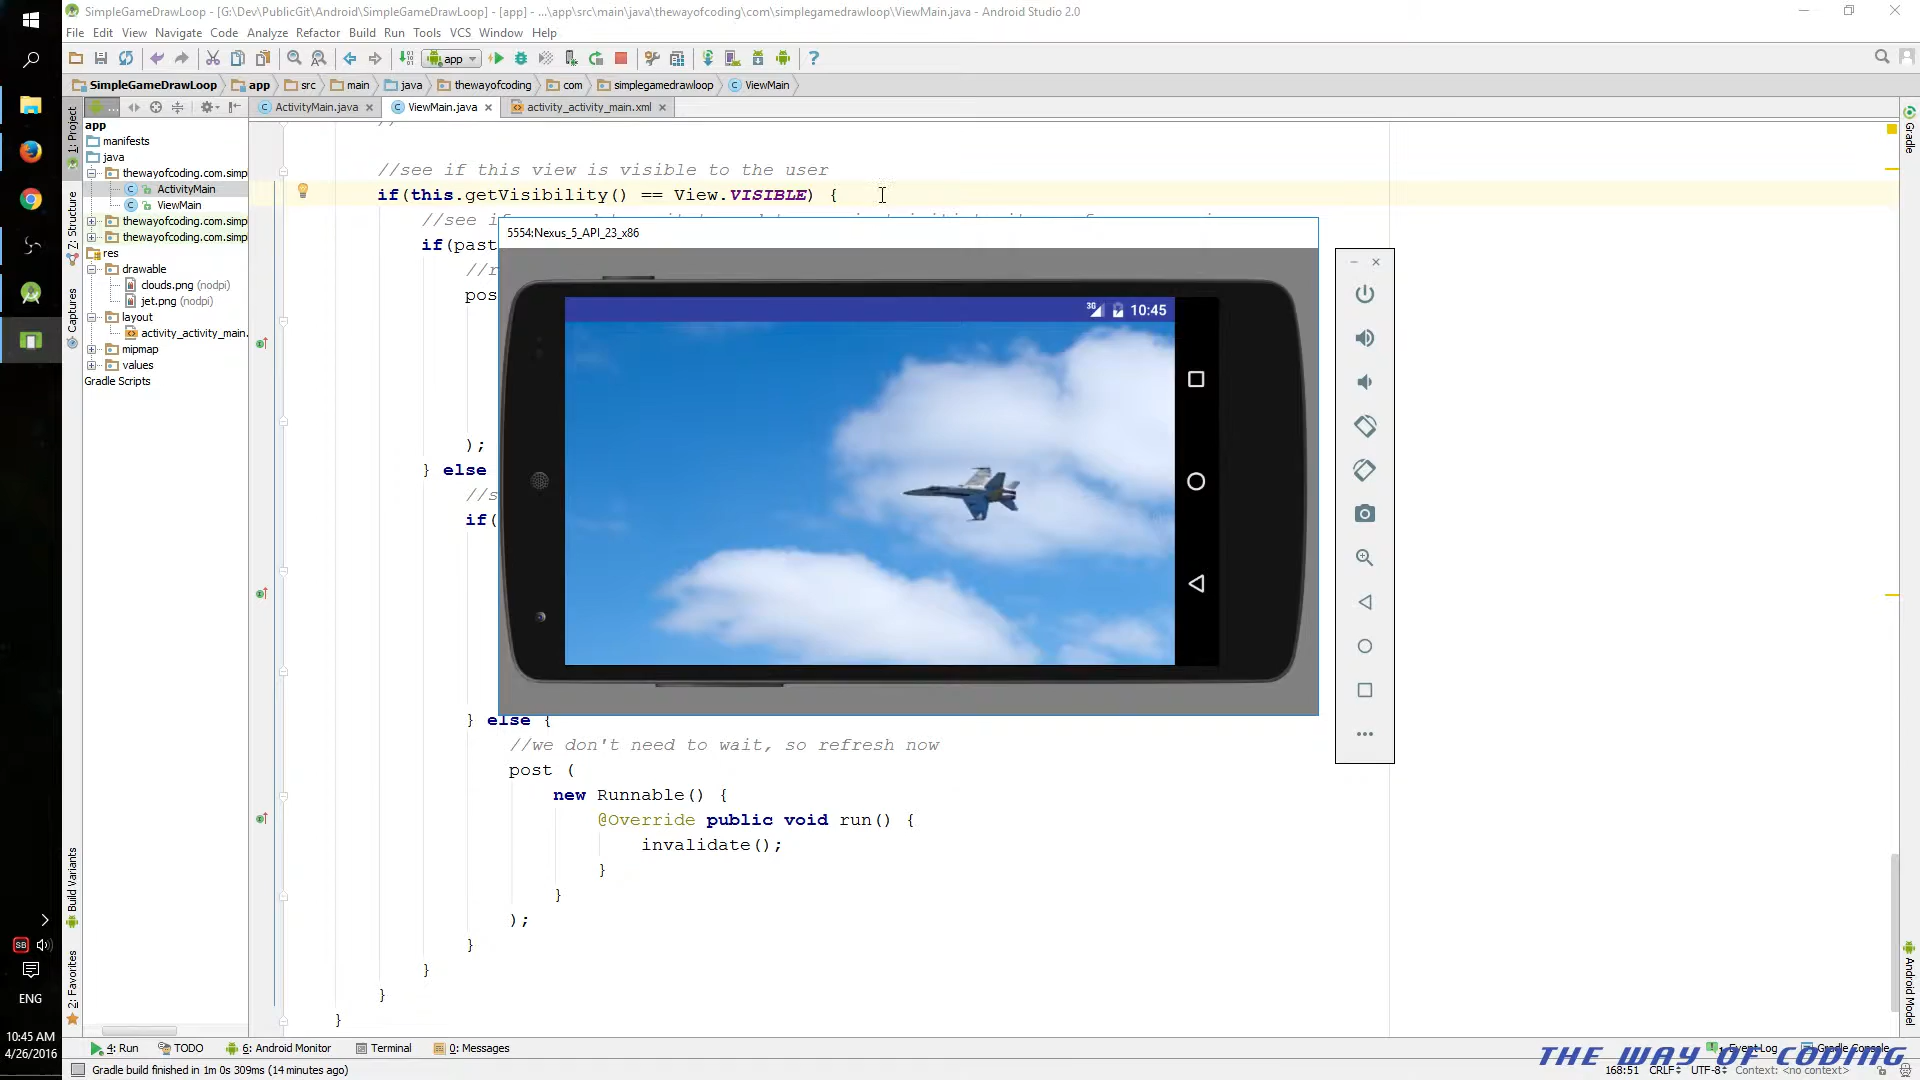 SimpleGameDrawLoop - [G:\Dev\PublicGit\Android\SimpleGameDrawLoop] - [app] - ...\app\src\main\java\thewayofcoding\com\simplegamedrawloop\ViewMain.java - Android Studio 2.0
File Edit View Navigate Code Analyze Refactor Build Run Tools VCS Window Help
app
SimpleGameDrawLoop app src main java thewayofcoding com simplegamedrawloop ViewMain
ActivityMain.java ViewMain.java activity_activity_main.xml
1: Project
Z: Structure
Captures
Build Variants
2: Favorites
app
manifests
java
thewayofcoding.com.simp
ActivityMain
ViewMain
thewayofcoding.com.simp
thewayofcoding.com.simp
res
drawable
clouds.png (nodpi)
jet.png (nodpi)
layout
activity_activity_main.
mipmap
values
Gradle Scripts
//
//see if this view is visible to the user
if(this.getVisibility() == View.VISIBLE) {
//see i
if(past
//r
pos
);
} else
//s
if(
} else {
//we don't need to wait, so refresh now
post (
new Runnable() {
@Override public void run() {
invalidate();
}
}
);
}
}
}
}
5554:Nexus_5_API_23_x86
3G 10:45
Gradle
Android Model
SB
ENG
10:45 AM
4/26/2016
4: Run TODO 6: Android Monitor Terminal 0: Messages
Event Log Gradle Console
THE WAY OF CODING
Gradle build finished in 1m 0s 309ms (14 minutes ago)
168:51 CRLF UTF-8 Context: <no context>